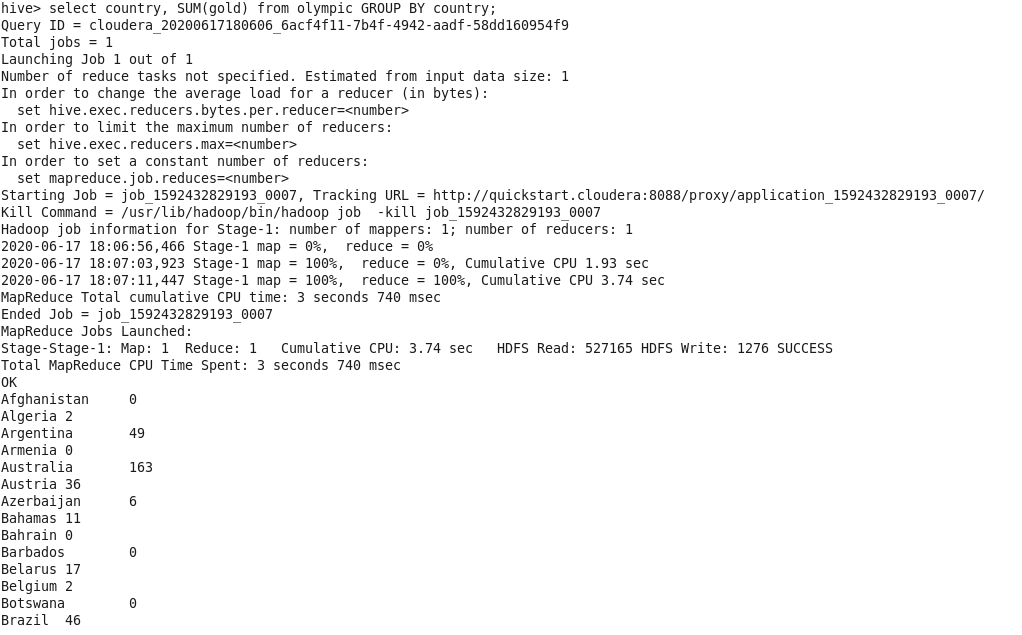 hive> select country, SUM(gold) from olympic GROUP BY country;
Query ID = cloudera_20200617180606_6acf4f11-7b4f-4942-aadf-58dd160954f9
Total jobs = 1
Launching Job 1 out of 1
Number of reduce tasks not specified. Estimated from input data size: 1
In order to change the average load for a reducer (in bytes):
  set hive.exec.reducers.bytes.per.reducer=<number>
In order to limit the maximum number of reducers:
  set hive.exec.reducers.max=<number>
In order to set a constant number of reducers:
  set mapreduce.job.reduces=<number>
Starting Job = job_1592432829193_0007, Tracking URL = http://quickstart.cloudera:8088/proxy/application_1592432829193_0007/
Kill Command = /usr/lib/hadoop/bin/hadoop job  -kill job_1592432829193_0007
Hadoop job information for Stage-1: number of mappers: 1; number of reducers: 1
2020-06-17 18:06:56,466 Stage-1 map = 0%,  reduce = 0%
2020-06-17 18:07:03,923 Stage-1 map = 100%,  reduce = 0%, Cumulative CPU 1.93 sec
2020-06-17 18:07:11,447 Stage-1 map = 100%,  reduce = 100%, Cumulative CPU 3.74 sec
MapReduce Total cumulative CPU time: 3 seconds 740 msec
Ended Job = job_1592432829193_0007
MapReduce Jobs Launched:
Stage-Stage-1: Map: 1  Reduce: 1   Cumulative CPU: 3.74 sec   HDFS Read: 527165 HDFS Write: 1276 SUCCESS
Total MapReduce CPU Time Spent: 3 seconds 740 msec
OK
Afghanistan     0
Algeria 2
Argentina       49
Armenia 0
Australia       163
Austria 36
Azerbaijan      6
Bahamas 11
Bahrain 0
Barbados        0
Belarus 17
Belgium 2
Botswana        0
Brazil  46